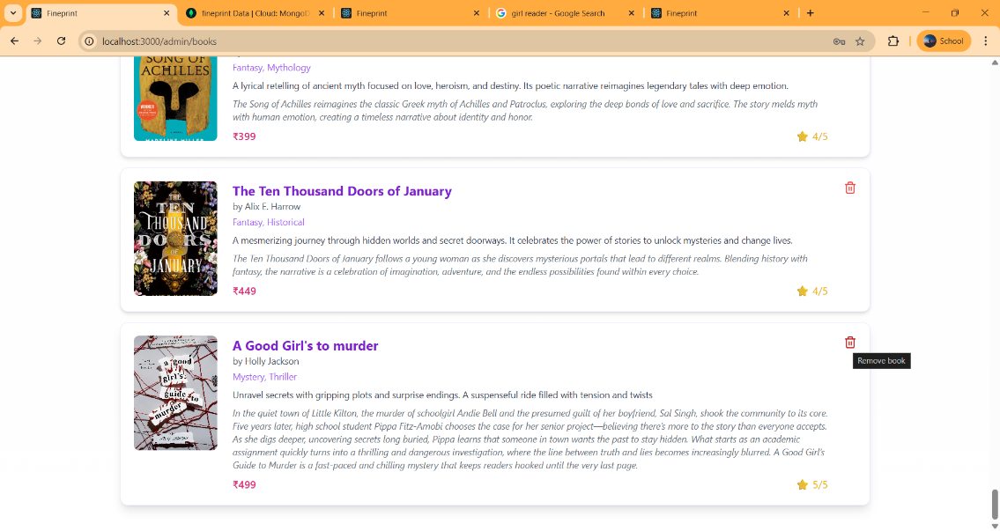 Fineprint
fineprint Data | Cloud: MongoD
Fineprint
girl reader - Google Search
Fineprint
localhost:3000/admin/books
School
SONG OF
ACHILLES
WINNER
MADELINE MILLER
Fantasy, Mythology
A lyrical retelling of ancient myth focused on love, heroism, and destiny. Its poetic narrative reimagines legendary tales with deep emotion.
The Song of Achilles reimagines the classic Greek myth of Achilles and Patroclus, exploring the deep bonds of love and sacrifice. The story melds myth
with human emotion, creating a timeless narrative about identity and honor.
₹399
4/5
THE
TEN
THOUSAND
DOORS
OF
JANUARY
The Ten Thousand Doors of January
by Alix E. Harrow
Fantasy, Historical
A mesmerizing journey through hidden worlds and secret doorways. It celebrates the power of stories to unlock mysteries and change lives.
The Ten Thousand Doors of January follows a young woman as she discovers mysterious portals that lead to different realms. Blending history with
fantasy, the narrative is a celebration of imagination, adventure, and the endless possibilities found within every choice.
₹449
4/5
a good
girl's
guide to
murder
A Good Girl's to murder
by Holly Jackson
Mystery, Thriller
Remove book
Unravel secrets with gripping plots and surprise endings. A suspenseful ride filled with tension and twists
In the quiet town of Little Kilton, the murder of schoolgirl Andie Bell and the presumed guilt of her boyfriend, Sal Singh, shook the community to its core.
Five years later, high school student Pippa Fitz-Amobi chooses the case for her senior project—believing there's more to the story than everyone accepts.
As she digs deeper, uncovering secrets long buried, Pippa learns that someone in town wants the past to stay hidden. What starts as an academic
assignment quickly turns into a thrilling and dangerous investigation, where the line between truth and lies becomes increasingly blurred. A Good Girl's
Guide to Murder is a fast-paced and chilling mystery that keeps readers hooked until the very last page.
₹499
5/5